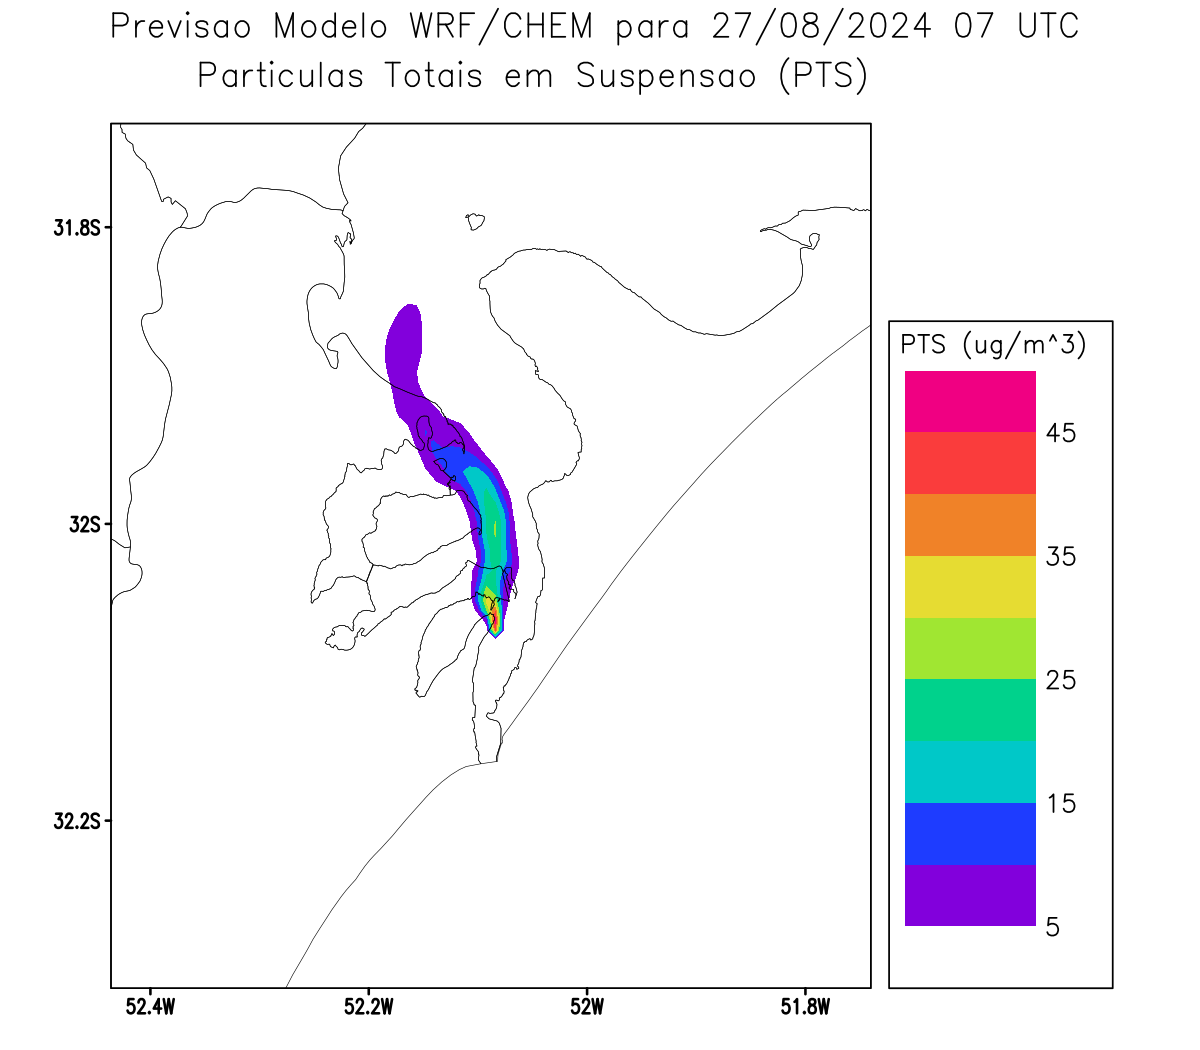 Previsao Modelo WRF/CHEM para 27/08/2024 07 UTC
Particulas Totais em Suspensao (PTS)
31.8S
32S
32.2S
52.4W
52.2W
52W
51.8W
PTS (ug/m^3)
45
35
25
15
5